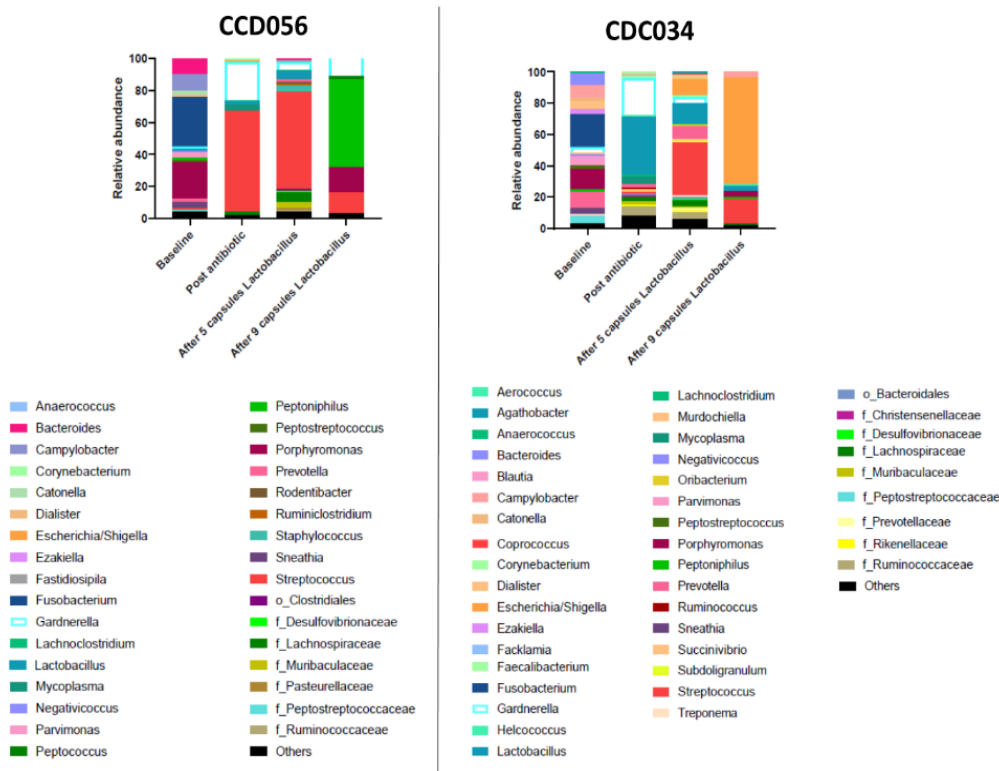 CCD056
Relative abundance
100
80
60
40
20
0
Baseline
Post antibiotic
After 5 capsules Lactobacillus
After 9 capsules Lactobacillus
Anaerococcus
Bacteroides
Campylobacter
Corynebacterium
Catonella
Dialister
Escherichia/Shigella
Ezakiella
Fastidiosipila
Fusobacterium
Gardnerella
Lachnoclostridium
Lactobacillus
Mycoplasma
Negativicoccus
Parvimonas
Peptococcus
Peptoniphilus
Peptostreptococcus
Porphyromonas
Prevotella
Rodentibacter
Ruminiclostridium
Staphylococcus
Sneathia
Streptococcus
o_Clostridiales
f_Desulfovibrionaceae
f_Lachnospiraceae
f_Muribaculaceae
f_Pasteurellaceae
f_Peptostreptococcaceae
f_Ruminococcaceae
Others
CDC034
Relative abundance
100
80
60
40
20
0
Baseline
Post antibiotic
After 5 capsules Lactobacillus
After 9 capsules Lactobacillus
Aerococcus
Agathobacter
Anaerococcus
Bacteroides
Blautia
Campylobacter
Catonella
Coprococcus
Corynebacterium
Dialister
Escherichia/Shigella
Ezakiella
Facklamia
Faecalibacterium
Fusobacterium
Gardnerella
Helcococcus
Lactobacillus
Lachnoclostridium
Murdochiella
Mycoplasma
Negativicoccus
Oribacterium
Parvimonas
Peptostreptococcus
Porphyromonas
Peptoniphilus
Prevotella
Ruminococcus
Sneathia
Succinivibrio
Subdoligranulum
Streptococcus
Treponema
o_Bacteroidales
f_Christensenellaceae
f_Desulfovibrionaceae
f_Lachnospiraceae
f_Muribaculaceae
f_Peptostreptococcaceae
f_Prevotellaceae
f_Rikenellaceae
f_Ruminococcaceae
Others